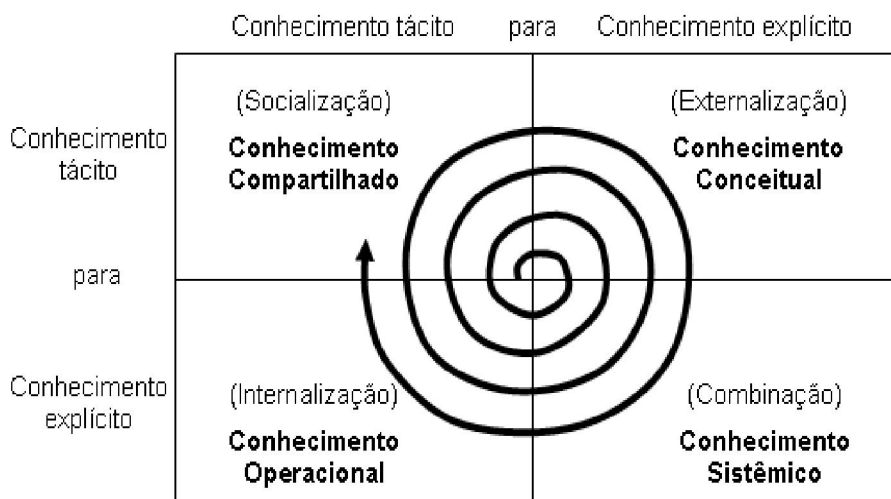 Conhecimento tácito para Conhecimento explícito
Conhecimento
tácito
(Socialização)
Conhecimento
Compartilhado
(Externalização)
Conhecimento
Conceitual
para
Conhecimento
explícito
(Internalização)
Conhecimento
Operacional
(Combinação)
Conhecimento
Sistêmico